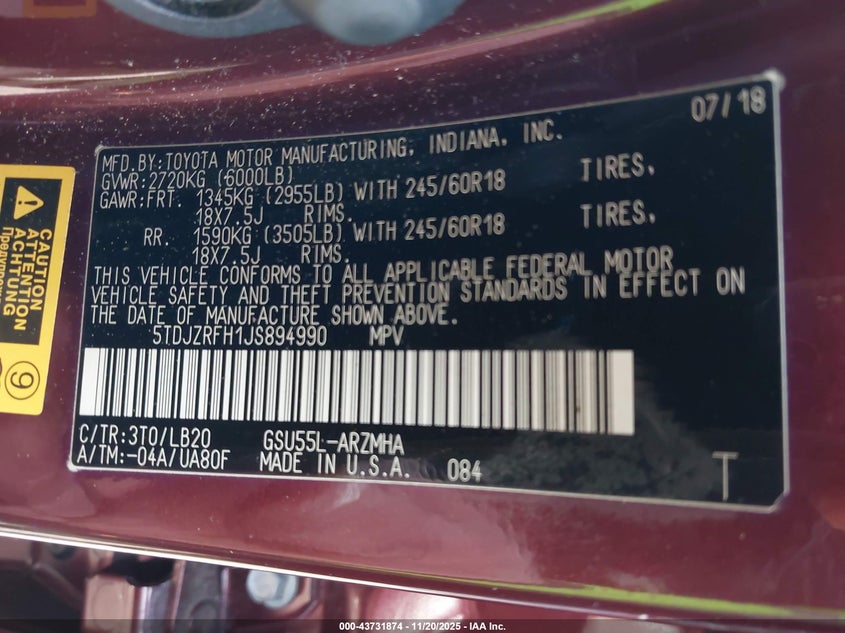 07/18
MFD.BY:TOYOTA MOTOR MANUFACTURING, INDIANA, INC.
GVWR:2720KG (6000LB)
GAWR:FRT. 1345KG (2955LB) WITH 245/60R18 TIRES,
18X7.5J RIMS.
RR. 1590KG (3505LB) WITH 245/60R18 TIRES,
18X7.5J RIMS.
THIS VEHICLE CONFORMS TO ALL APPLICABLE FEDERAL MOTOR
VEHICLE SAFETY AND THEFT PREVENTION STANDARDS IN EFFECT ON
THE DATE OF MANUFACTURE SHOWN ABOVE.
5TDJZRFH1JS894990 MPV
C/TR:3T0/LB20 GSU55L-ARZMHA
A/TM:-04A/UA80F MADE IN U.S.A. 084
T
CAUTION
ATTENTION
ACHTUNG
9
000-43731874 - 11/20/2025 - IAA Inc.